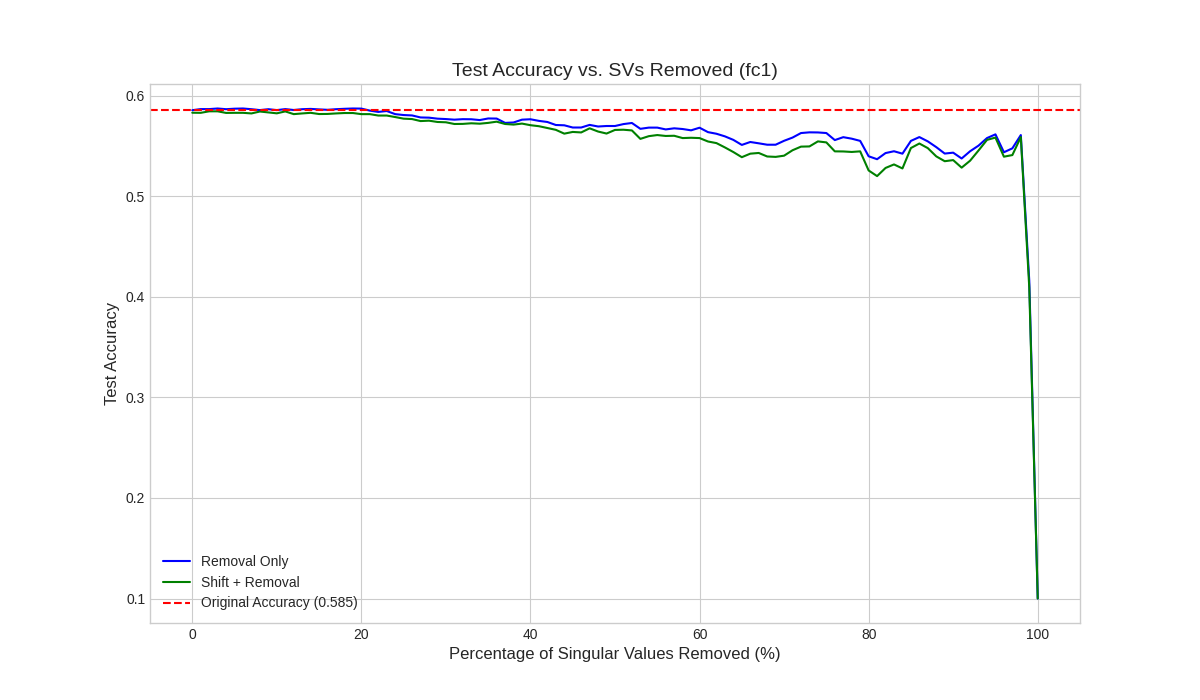 Test Accuracy vs. SVs Removed (fc1)
0.6
0.5
0.4
0.3
0.2
0.1
Test Accuracy
Removal Only
Shift + Removal
Original Accuracy (0.585)
0 20 40 60 80 100
Percentage of Singular Values Removed (%)